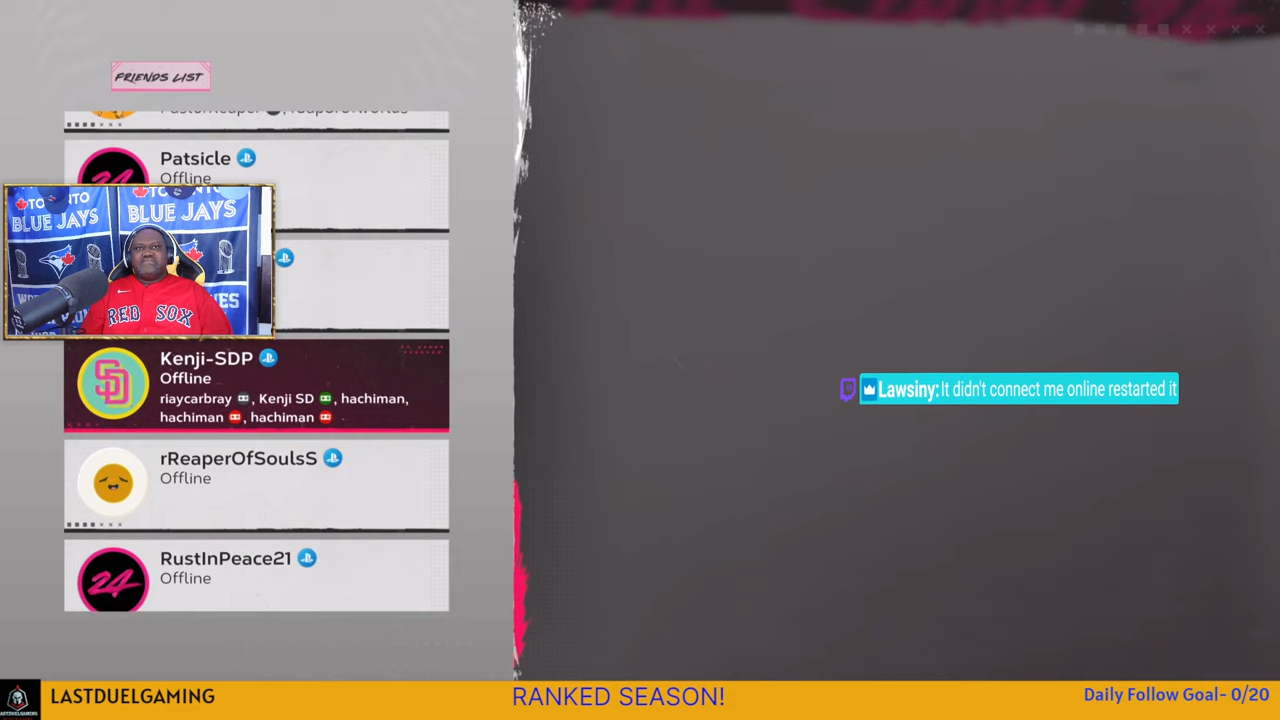 FRIENDS LIST
Patsicle
Offline
TORONTO
BLUE JAYS
TORONTO
BLUE JAYS
RED SOX
Kenji-SDP
Offline
riaycarbray, Kenji SD, hachiman,
hachiman, hachiman
rReaperOfSoulsS
Offline
24
RustInPeace21
Offline
Lawsiny: It didn't connect me online restarted it
LASTDUELGAMING
RANKED SEASON!
Daily Follow Goal- 0/20